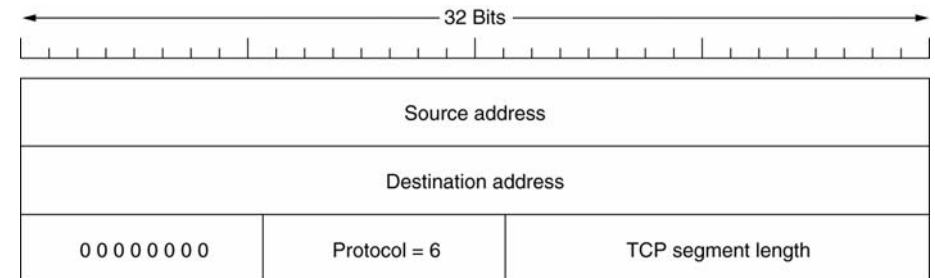 32 Bits
Source address
Destination address
0 0 0 0 0 0 0 0 Protocol = 6 TCP segment length